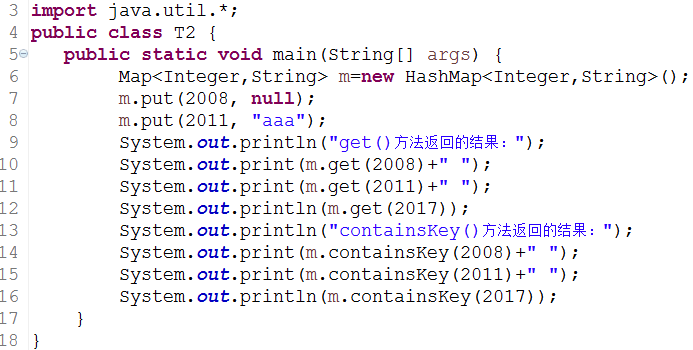 3 import java.util.*;
4 public class T2 {
5    public static void main(String[] args) {
6         Map<Integer,String> m=new HashMap<Integer,String>();
7         m.put(2008, null);
8         m.put(2011, "aaa");
9         System.out.println("get()方法返回的结果：");
10         System.out.print(m.get(2008)+" ");
11         System.out.print(m.get(2011)+" ");
12         System.out.println(m.get(2017));
13         System.out.println("containsKey()方法返回的结果：");
14         System.out.print(m.containsKey(2008)+" ");
15         System.out.print(m.containsKey(2011)+" ");
16         System.out.println(m.containsKey(2017));
17     }
18 }